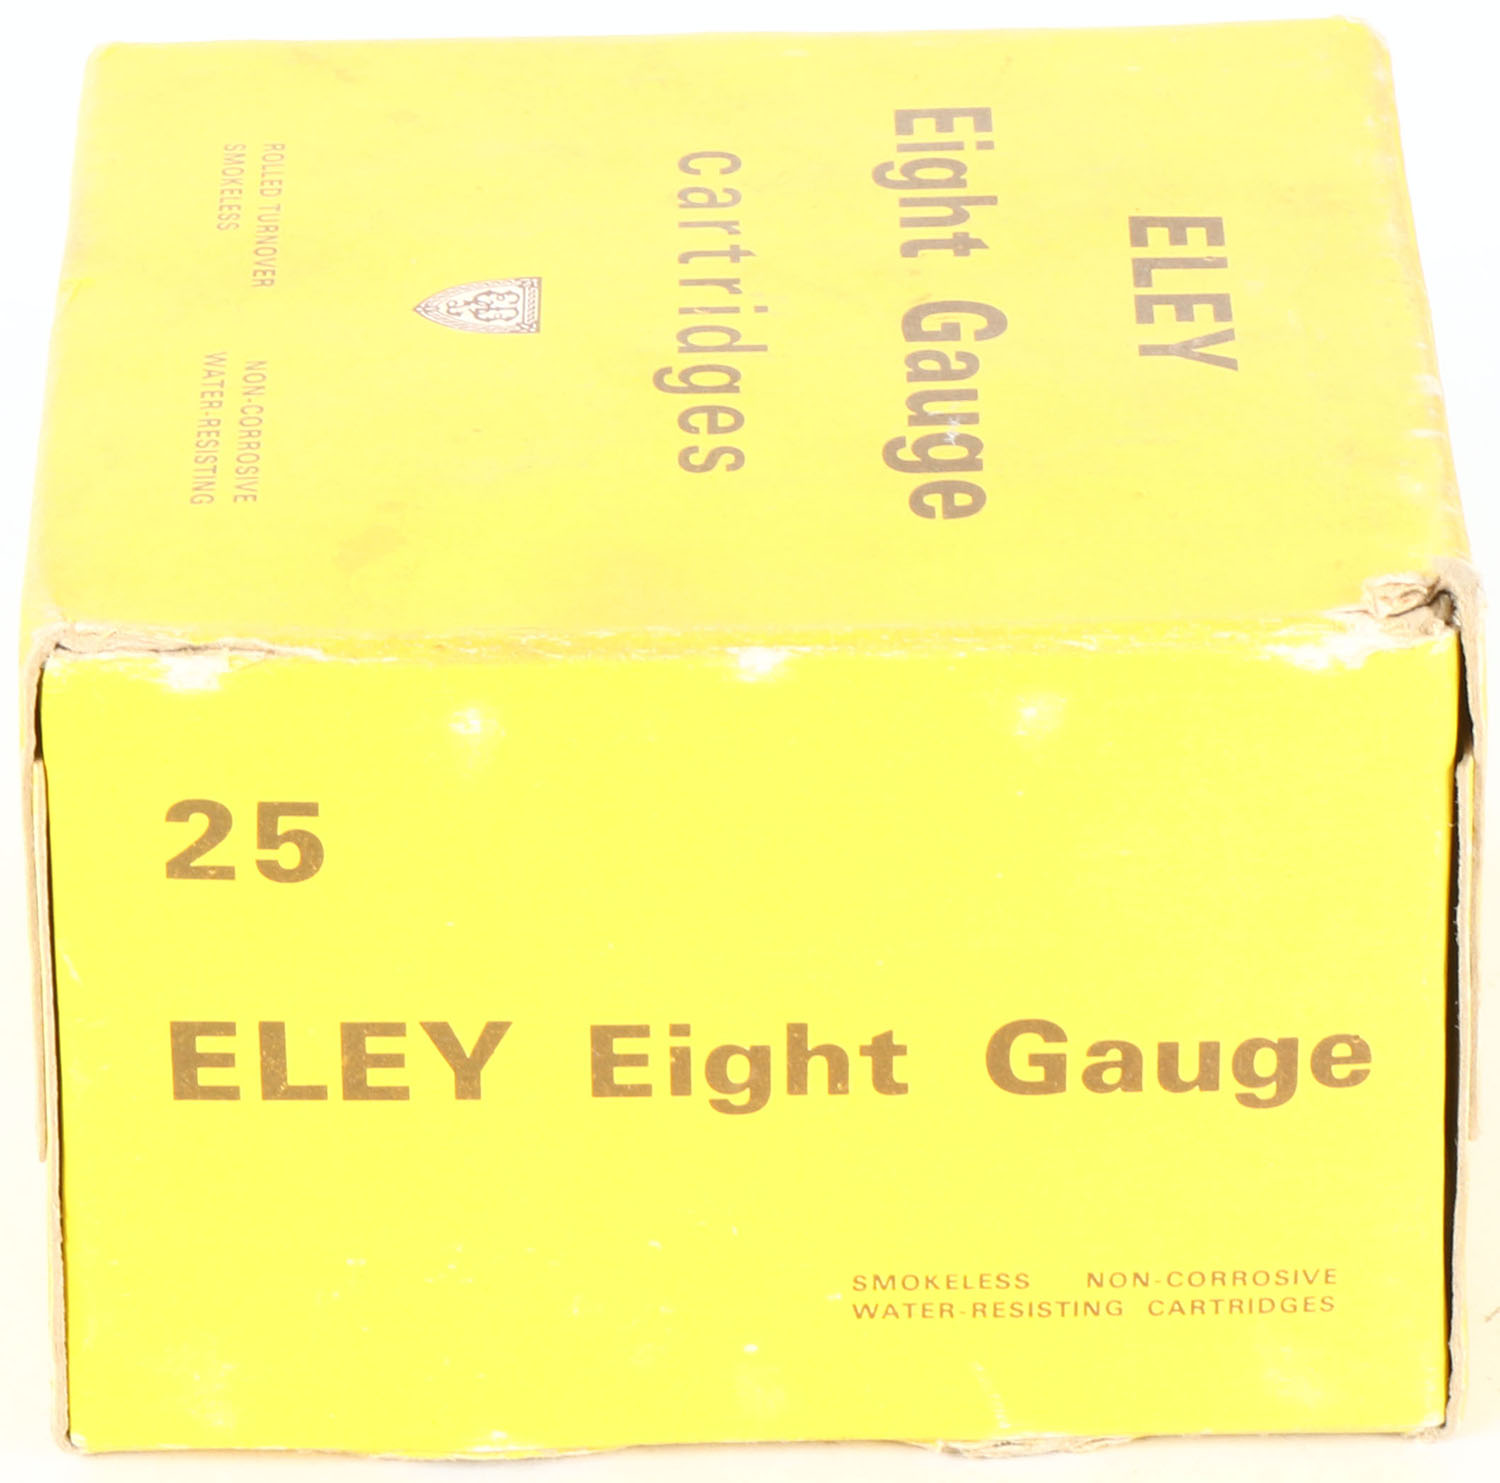 ELEY
Eight Gauge
cartridges
ROLLED TURNOVER NON-CORROSIVE
SMOKELESS WATER-RESISTING
25
ELEY Eight Gauge
SMOKELESS NON-CORROSIVE
WATER-RESISTING CARTRIDGES